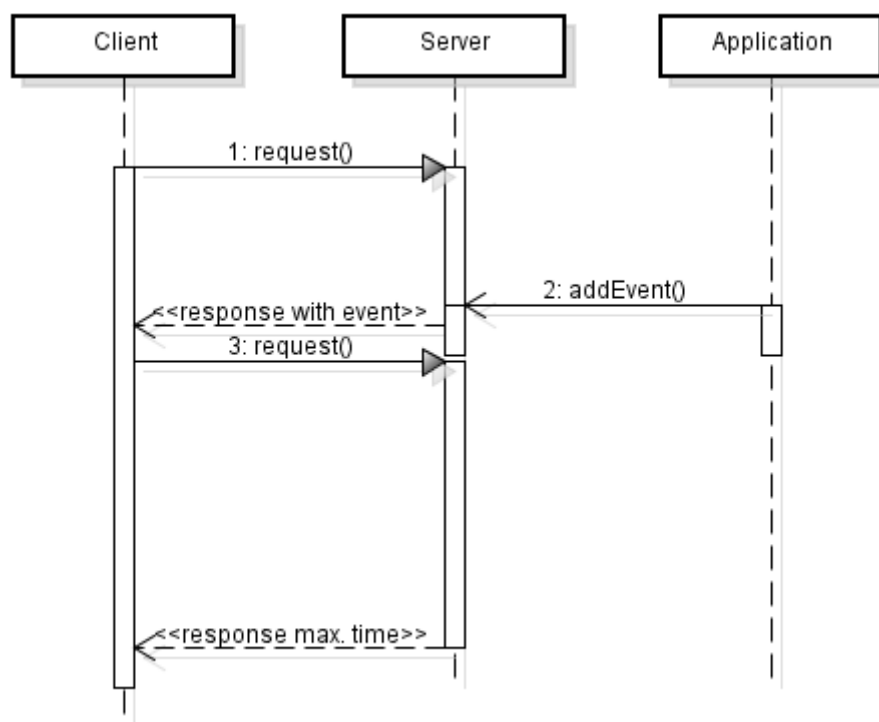 Client
Server
Application
1: request()
2: addEvent()
<<response with event>>
3: request()
<<response max. time>>